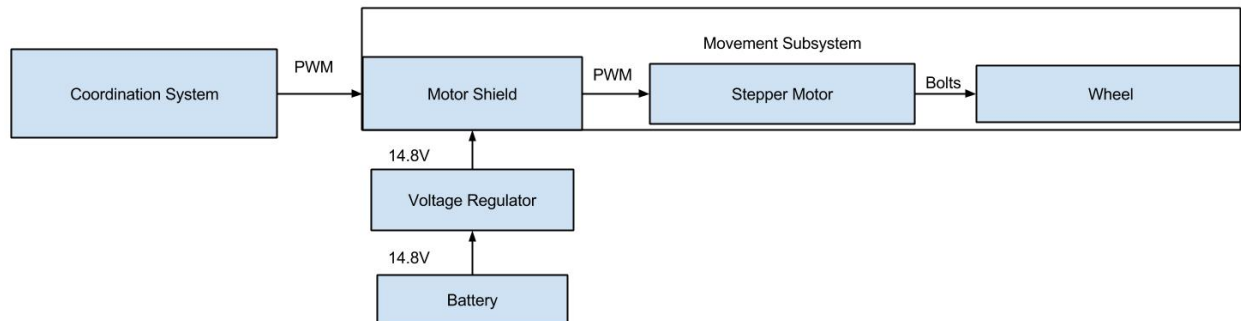 Movement Subsystem
Coordination System
PWM
Motor Shield
PWM
Stepper Motor
Bolts
Wheel
14.8V
Voltage Regulator
14.8V
Battery